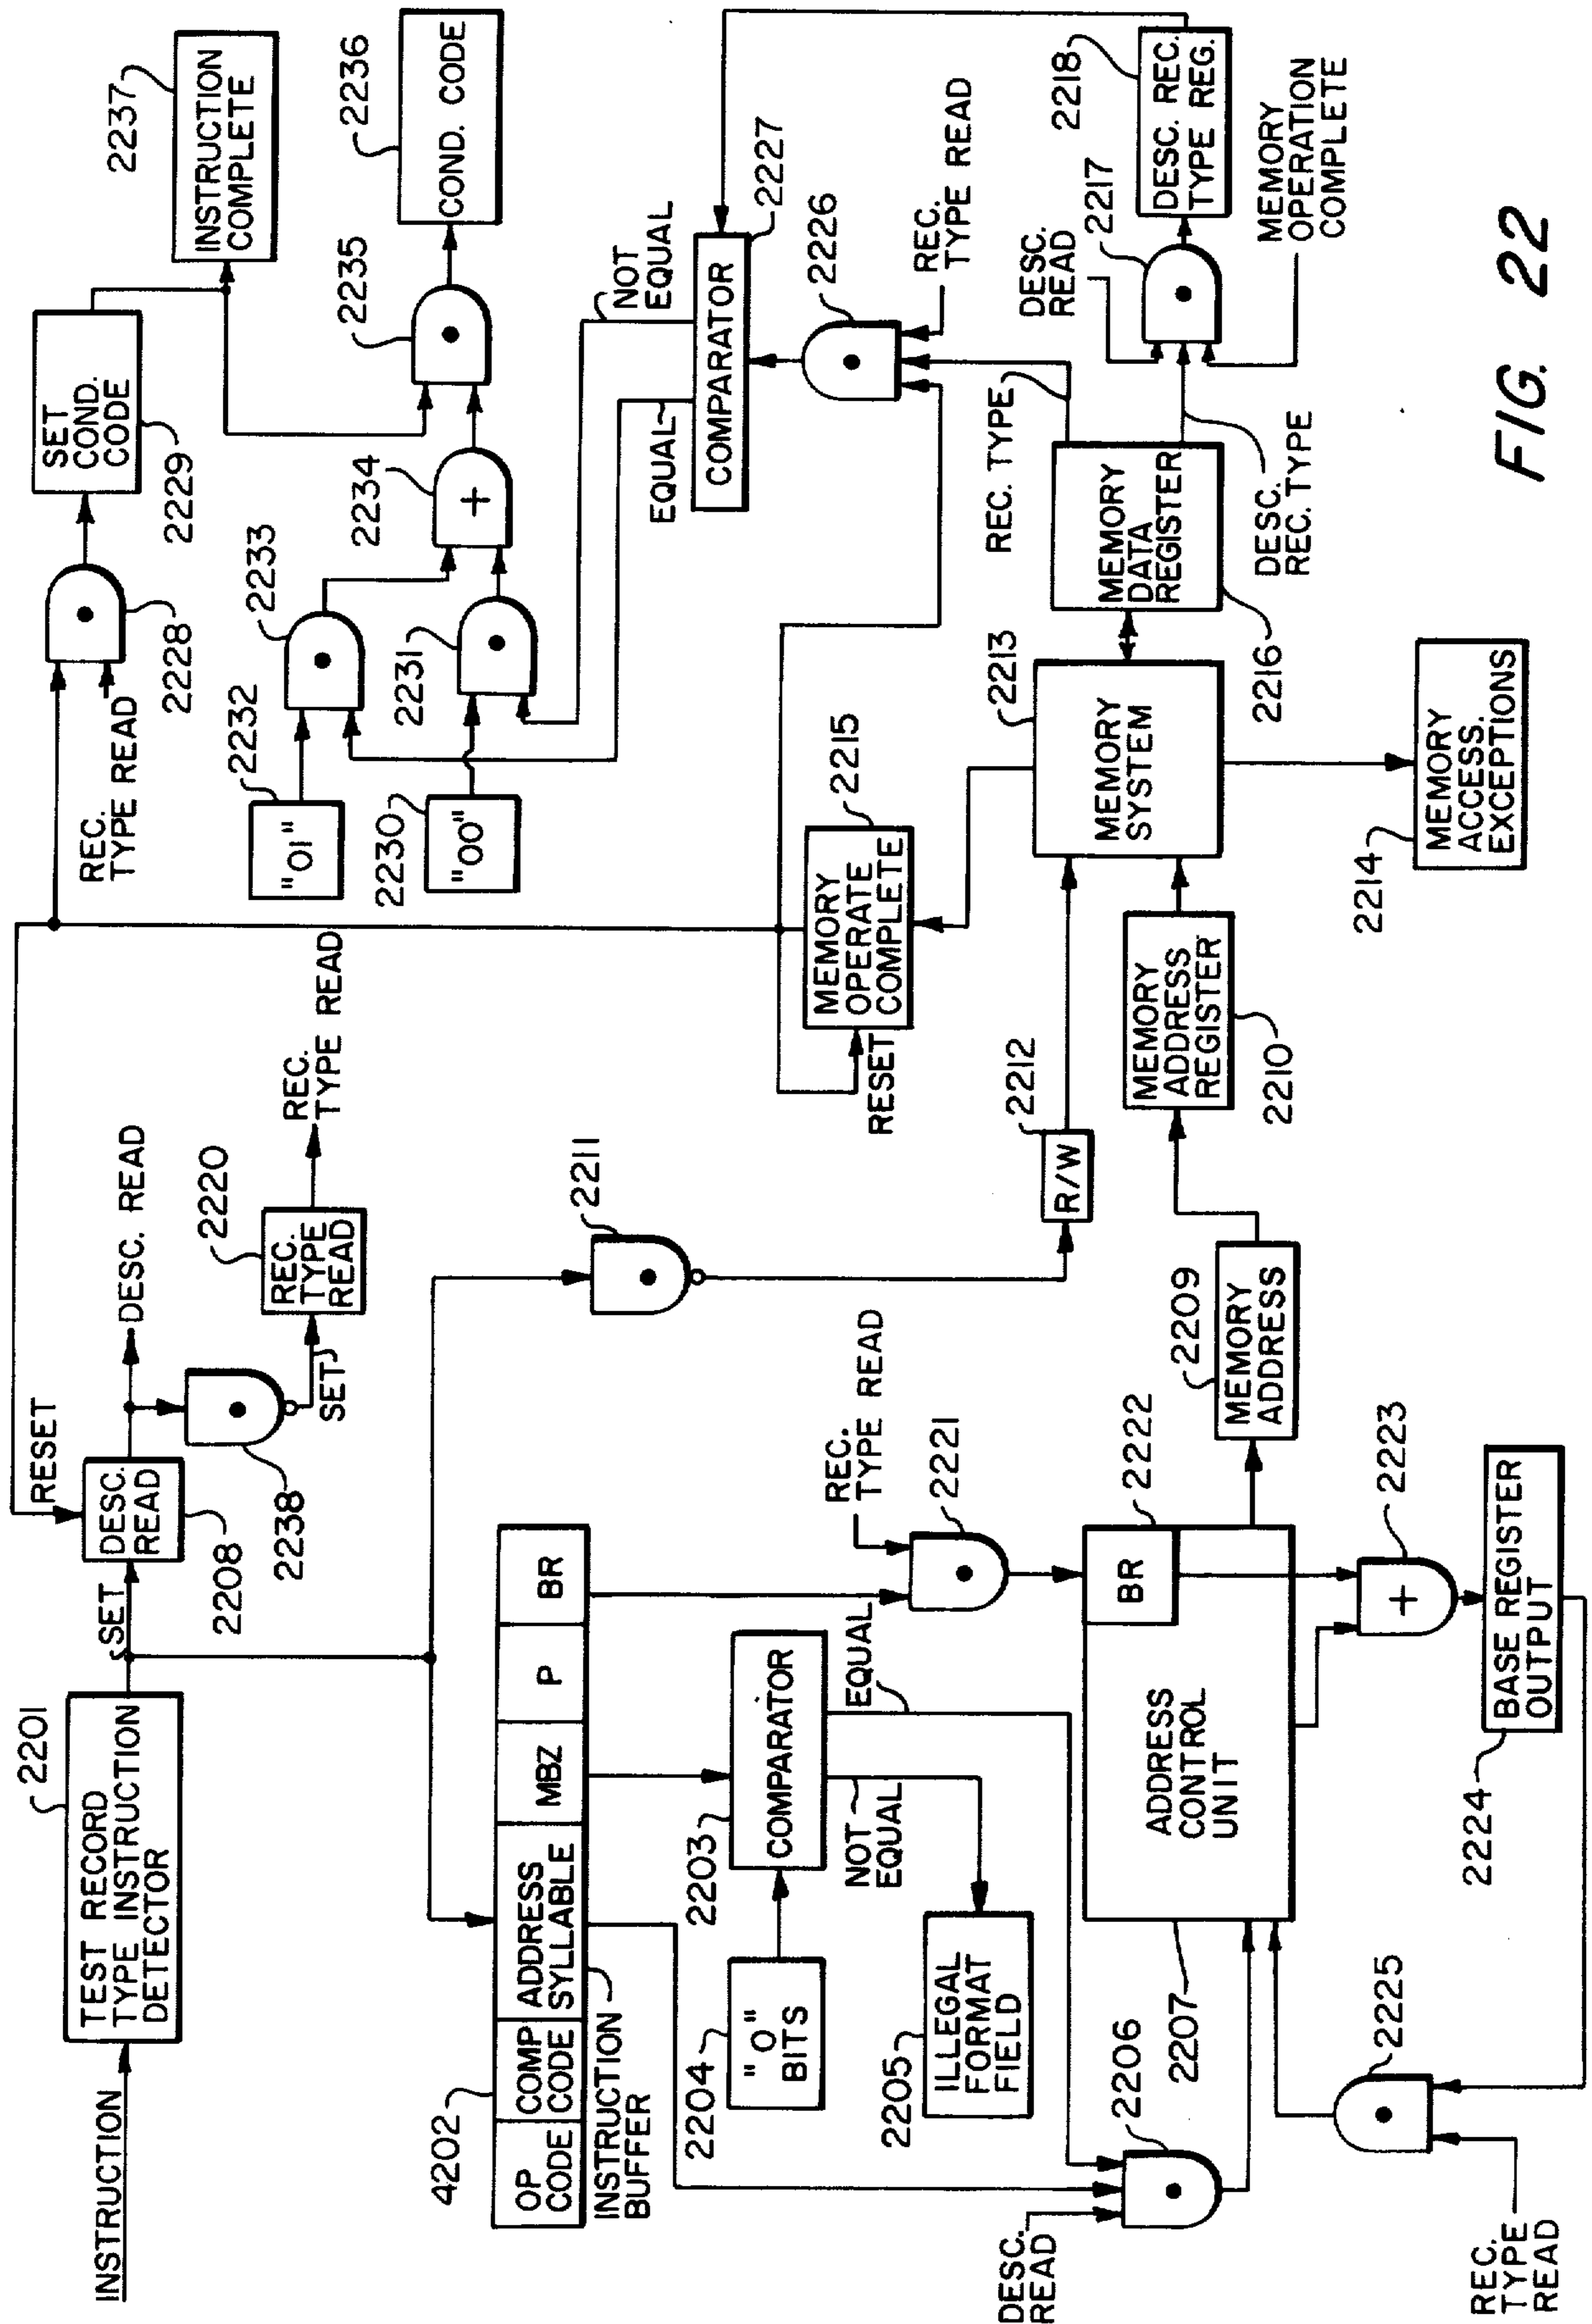 INSTRUCTION
2201
TEST RECORD
TYPE INSTRUCTION
DETECTOR
SET
RESET
DESC.
READ
2208
DESC. READ
2238
SET
2220
REC.
TYPE
READ
REC.
TYPE READ
4202
OP
CODE
COMP
CODE
ADDRESS
SYLLABLE
MBZ
P
BR
INSTRUCTION
BUFFER
2204
"O"
BITS
2203
COMPARATOR
NOT
EQUAL
EQUAL
2205
ILLEGAL
FORMAT
FIELD
REC.
TYPE READ
2221
2211
DESC.
READ
2206
2207
ADDRESS
CONTROL
UNIT
BR
2222
2223
2224
BASE REGISTER
OUTPUT
2225
REC.
TYPE
READ
2209
MEMORY
ADDRESS
2210
MEMORY
ADDRESS
REGISTER
2212
R/W
2213
MEMORY
SYSTEM
2214
MEMORY
ACCESS.
EXCEPTIONS
2215
MEMORY
OPERATE
COMPLETE
RESET
2216
MEMORY
DATA
REGISTER
REC. TYPE
DESC.
REC. TYPE
DESC.
READ
2217
MEMORY
OPERATION
COMPLETE
2218
DESC. REC.
TYPE REG.
REC.
TYPE READ
2226
2227
COMPARATOR
EQUAL
NOT
EQUAL
REC.
TYPE READ
2228
2229
SET
COND.
CODE
2230
"OO"
2231
2232
"OI"
2233
2234
2235
2236
COND. CODE
2237
INSTRUCTION
COMPLETE
FIG. 22